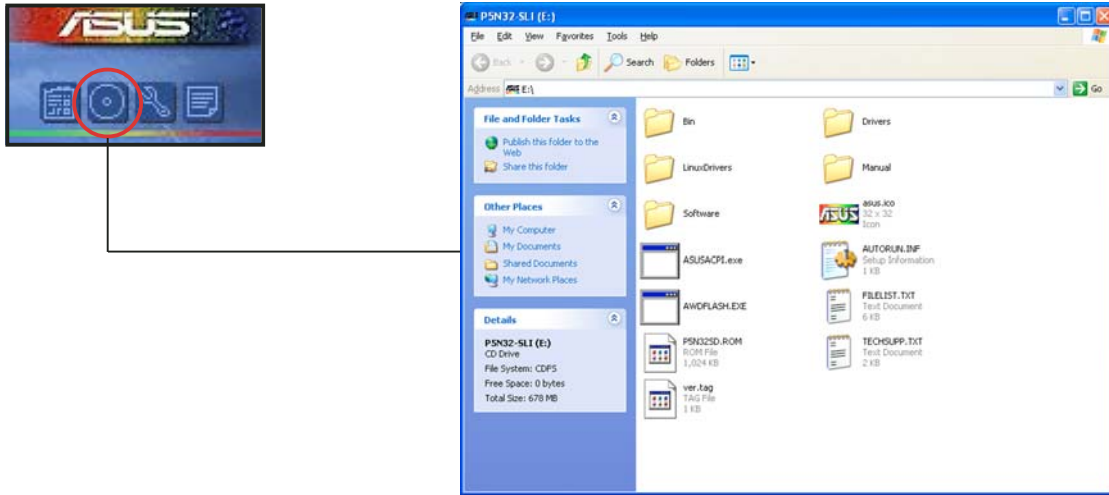 ASUS
P5N32-SLI (E:)
File Edit View Favorites Tools Help
Back Search Folders
Address E:\ Go
File and Folder Tasks
Publish this folder to the
Web
Share this folder
Other Places
My Computer
My Documents
Shared Documents
My Network Places
Details
P5N32-SLI (E:)
CD Drive
File System: CDFS
Free Space: 0 bytes
Total Size: 678 MB
Bin
Drivers
LinuxDrivers
Manual
Software
ASUS
asus.ico
32 x 32
Icon
ASUSACPI.exe
AUTORUN.INF
Setup Information
1 KB
AWDFLASH.EXE
FILELIST.TXT
Text Document
6 KB
P5N32SD.ROM
ROM File
1,024 KB
TECHSUPP.TXT
Text Document
2 KB
ver.tag
TAG File
1 KB